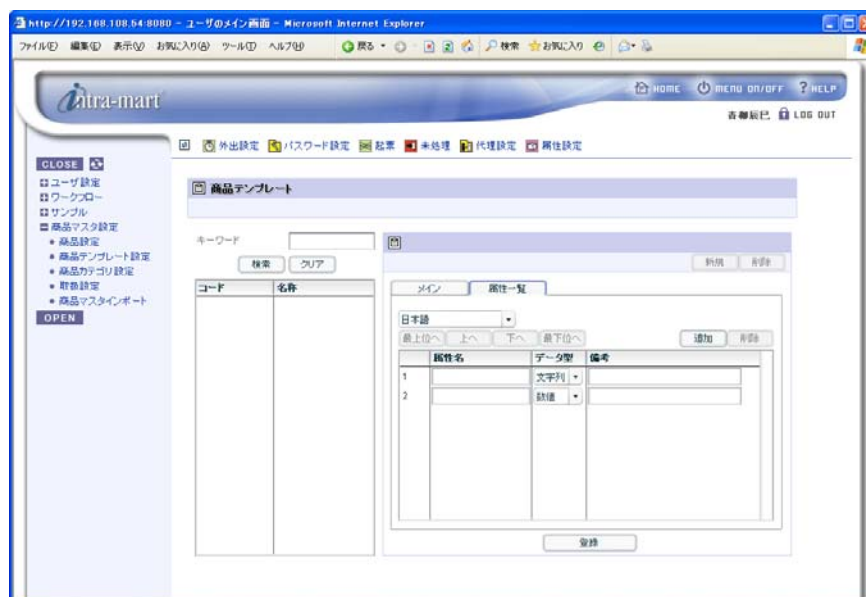 http://192.168.108.64:8080 - ユーザのメイン画面 - Microsoft Internet Explorer
ファイル(F) 編集(E) 表示(V) お気に入り(A) ツール(T) ヘルプ(H) 戻る 検索 お気に入り
intra-mart
HOME MENU ON/OFF ? HELP
青柳辰巳 LOG OUT
外出設定 パスワード設定 起票 未処理 代理設定 属性設定
CLOSE
ユーザ設定
ワークフロー
サンプル
商品マスタ設定
商品設定
商品テンプレート設定
商品カテゴリ設定
取扱設定
商品マスタインポート
OPEN
商品テンプレート
キーワード
検索 クリア
コード 名称
新規 削除
メイン 属性一覧
日本語
最上位へ 上へ 下へ 最下位へ 追加 削除
属性名 データ型 備考
1 文字列
2 数値
登録